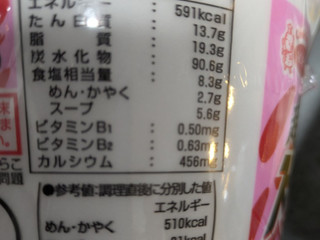 エネルギー : 591kcal
たん白質 : 13.7g
脂質 : 19.3g
炭水化物 : 90.6g
食塩相当量 : 8.3g
めん・かやく : 2.7g
スープ : 5.6g
ビタミンB1 : 0.50mg
ビタミンB2 : 0.63mg
カルシウム : 456mg
●参考値:調理直後に分別した値
エネルギー
めん・かやく 510kcal
81kcal